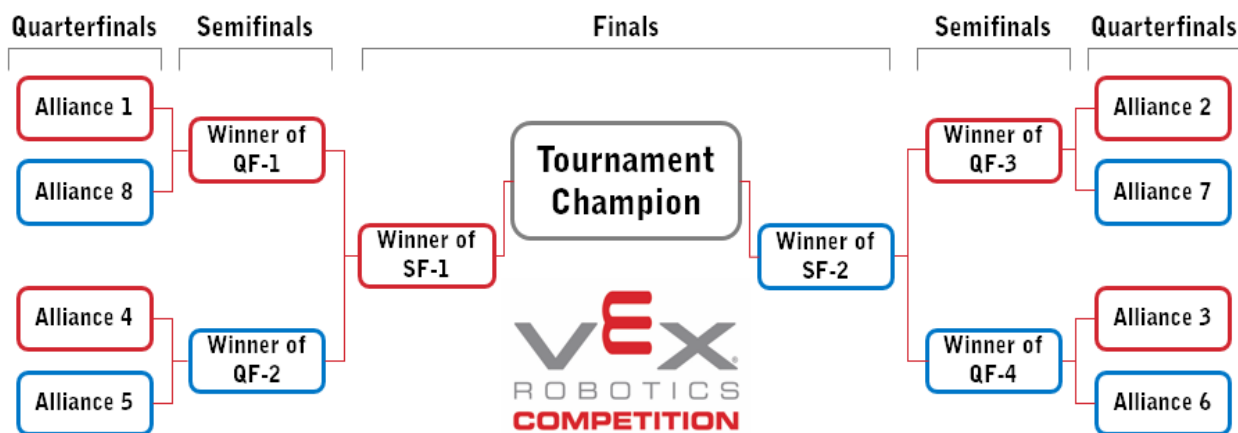 Quarterfinals
Semifinals
Finals
Semifinals
Quarterfinals
Alliance 1
Alliance 8
Alliance 4
Alliance 5
Winner of
QF-1
Winner of
QF-2
Winner of
SF-1
Tournament
Champion
Winner of
SF-2
Winner of
QF-3
Winner of
QF-4
Alliance 2
Alliance 7
Alliance 3
Alliance 6
VEX
ROBOTICS
COMPETITION